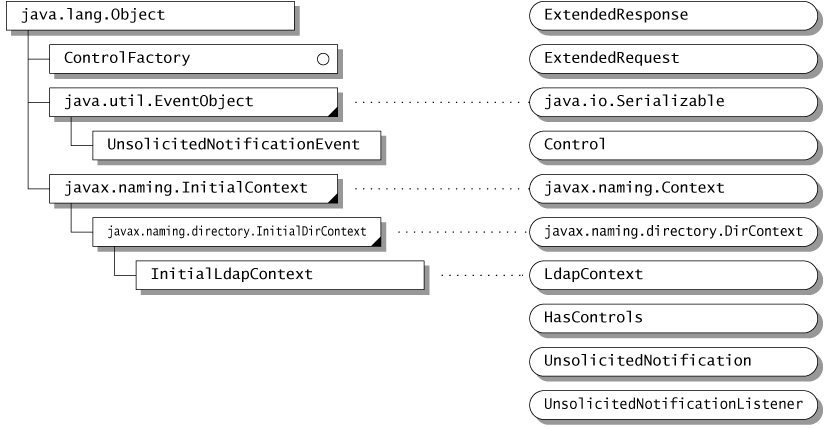 java.lang.Object
ExtendedResponse
ControlFactory
ExtendedRequest
java.util.EventObject
java.io.Serializable
UnsolicitedNotificationEvent
Control
javax.naming.InitialContext
javax.naming.Context
javax.naming.directory.InitialDirContext
javax.naming.directory.DirContext
InitialLdapContext
LdapContext
HasControls
UnsolicitedNotification
UnsolicitedNotificationListener